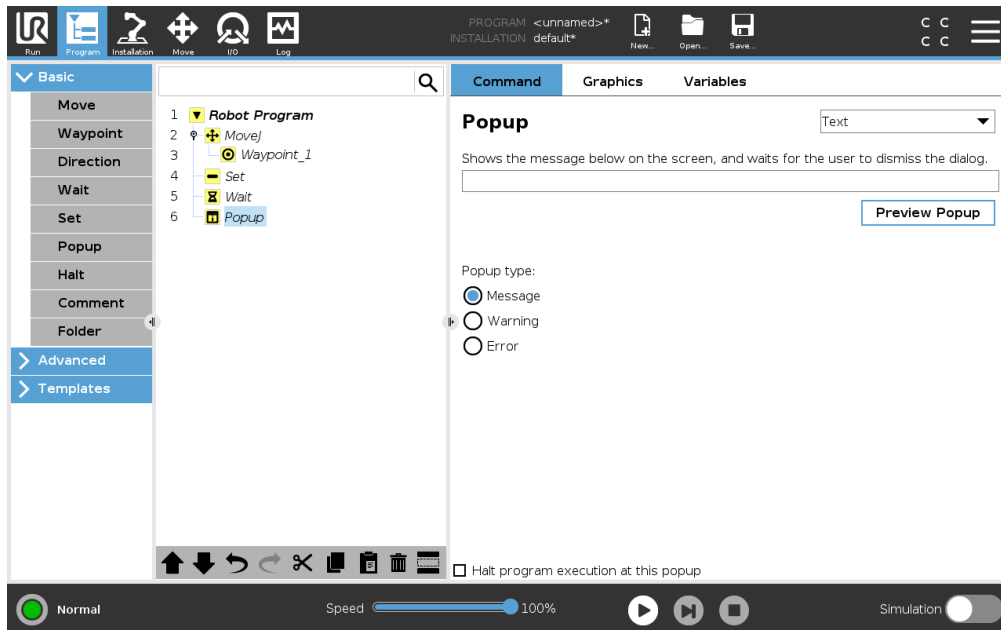 PROGRAM <unnamed>*
INSTALLATION default*
UR
Run
Program
Installation
Move
I/O
Log
New...
Open...
Save...
C C
C C
Basic
Move
Waypoint
Direction
Wait
Set
Popup
Halt
Comment
Folder
Advanced
Templates
1 Robot Program
2 MoveJ
3 Waypoint_1
4 Set
5 Wait
6 Popup
Command Graphics Variables
Popup
Text
Shows the message below on the screen, and waits for the user to dismiss the dialog.
Preview Popup
Popup type:
Message
Warning
Error
Halt program execution at this popup
Normal
Speed 100%
Simulation